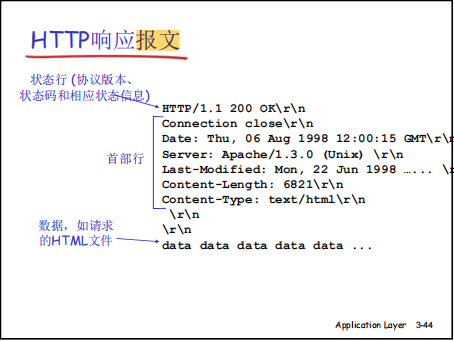 HTTP响应报文
状态行 (协议版本、
状态码和相应状态信息)
HTTP/1.1 200 OK\r\n
Connection close\r\n
Date: Thu, 06 Aug 1998 12:00:15 GMT\r\n
Server: Apache/1.3.0 (Unix) \r\n
首部行
Last-Modified: Mon, 22 Jun 1998 …... \r
Content-Length: 6821\r\n
Content-Type: text/html\r\n
\r\n
\r\n
数据，如请求
的HTML文件
data data data data data ...
Application Layer 3-44